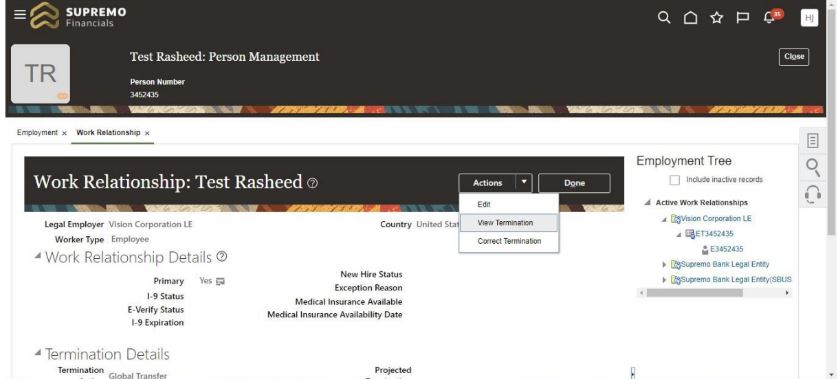 SUPREMO
Financials
35
HJ
TR
Test Rasheed: Person Management
Close
Person Number
3452435
Employment x Work Relationship x
Work Relationship: Test Rasheed
Actions
Done
Edit
View Termination
Correct Termination
Legal Employer Vision Corporation LE
Country United Stat
Worker Type Employee
Work Relationship Details
Primary Yes
I-9 Status
E-Verify Status
I-9 Expiration
New Hire Status
Exception Reason
Medical Insurance Available
Medical Insurance Availability Date
Termination Details
Termination
Global Transfer
Projected
Employment Tree
Include inactive records
Active Work Relationships
Vision Corporation LE
ET3452435
E3452435
Supremo Bank Legal Entity
Supremo Bank Legal Entity(SBUS